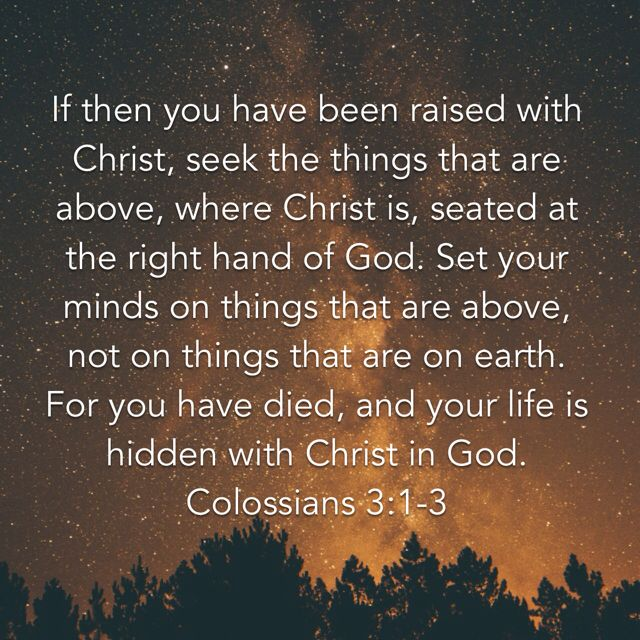 If then you have been raised with
Christ, seek the things that are
above, where Christ is, seated at
the right hand of God. Set your
minds on things that are above,
not on things that are on earth.
For you have died, and your life is
hidden with Christ in God.
Colossians 3:1-3